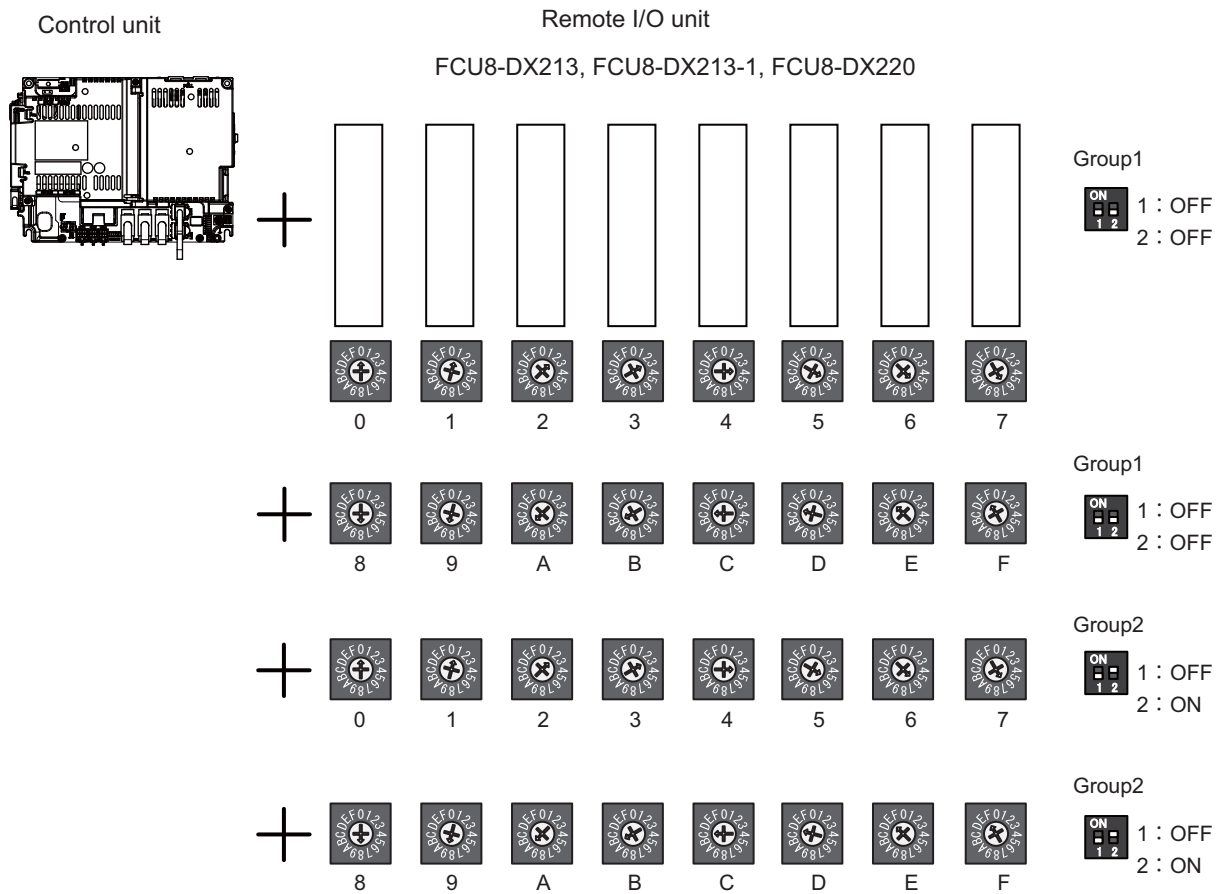 Control unit
Remote I/O unit
FCU8-DX213, FCU8-DX213-1, FCU8-DX220
Group1
ON
1 2
1：OFF
2：OFF
0 1 2 3 4 5 6 7
Group1
ON
1 2
1：OFF
2：OFF
8 9 A B C D E F
Group2
ON
1 2
1：OFF
2：ON
0 1 2 3 4 5 6 7
Group2
ON
1 2
1：OFF
2：ON
8 9 A B C D E F